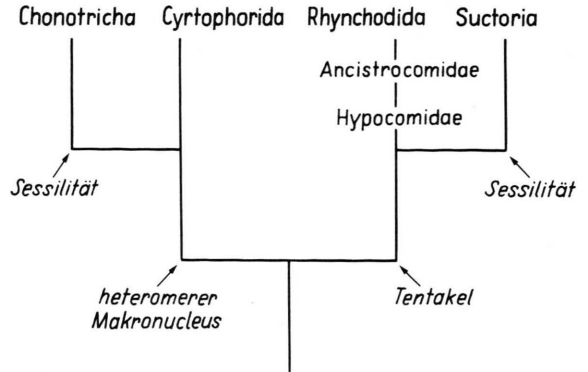 Chonotricha Cyrtophorida Rhynchodida Suctoria
Ancistrocomidae
Hypocomidae
Sessilität Sessilität
heteromerer
Makronucleus
Tentakel